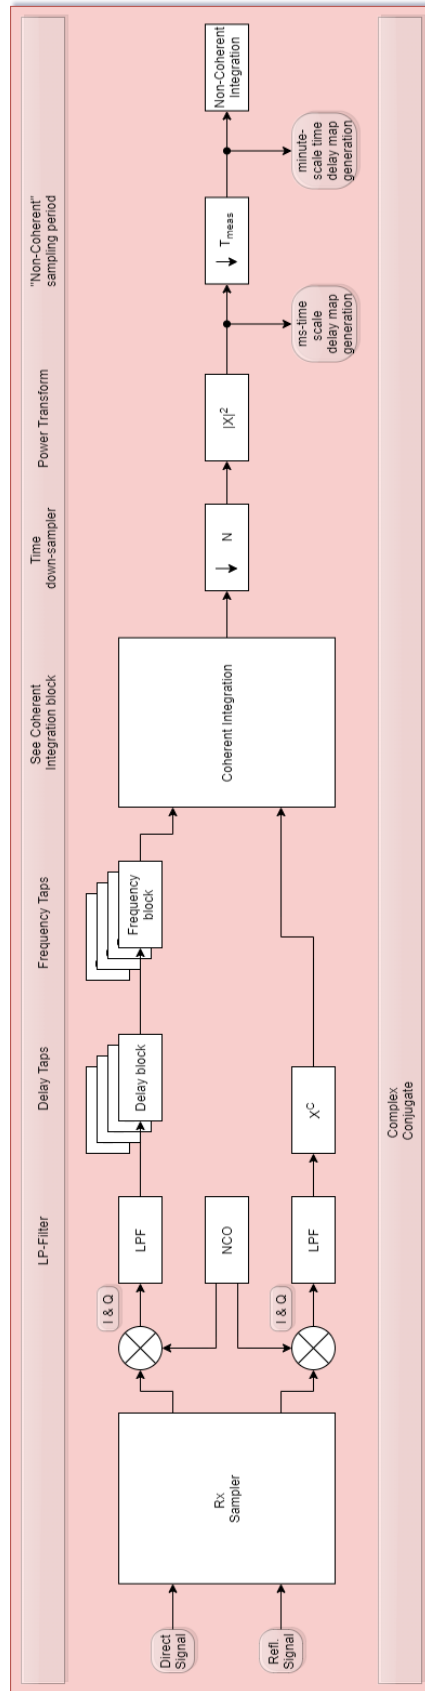 LP-Filter
Delay Taps
Frequency Taps
See Coherent
Integration block
Time
down-sampler
Power Transform
"Non-Coherent"
sampling period
Direct
Signal
Refl.
Signal
Rx
Sampler
I & Q
I & Q
LPF
NCO
LPF
Delay block
X^C
Frequency
block
Coherent Integration
↓ N
|X|²
ms-time
scale
delay map
generation
↓ Tmeas
minute-
scale time
delay map
generation
Non-Coherent
Integration
Complex
Conjugate